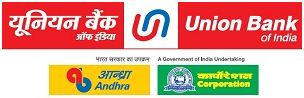 यूनियन बैंक
ऑफ इंडिया
Union Bank
of India
भारत सरकार का उपक्रम A Government of India Undertaking
आन्ध्रा
Andhra
कार्पोरेशन
Corporation